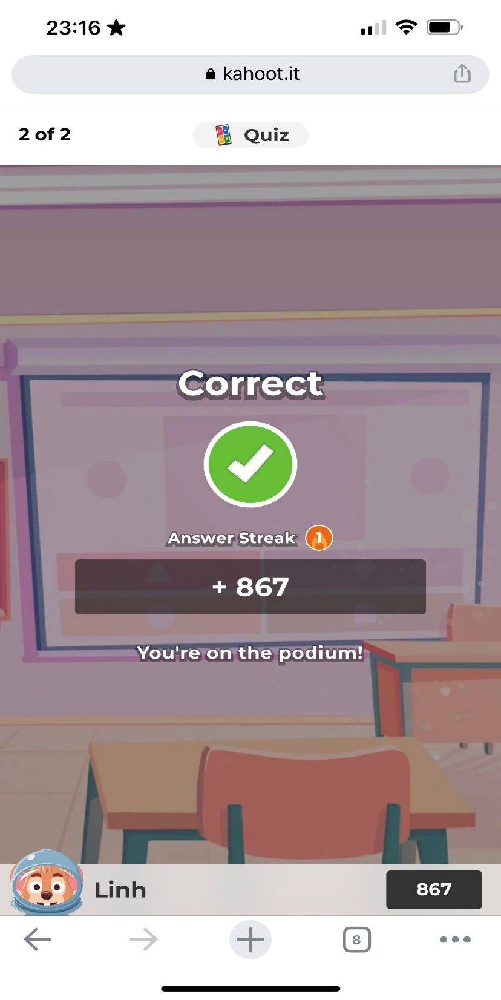 23:16
kahoot.it
2 of 2
Quiz
Correct
Answer Streak 1
+ 867
You're on the podium!
Linh
867
8